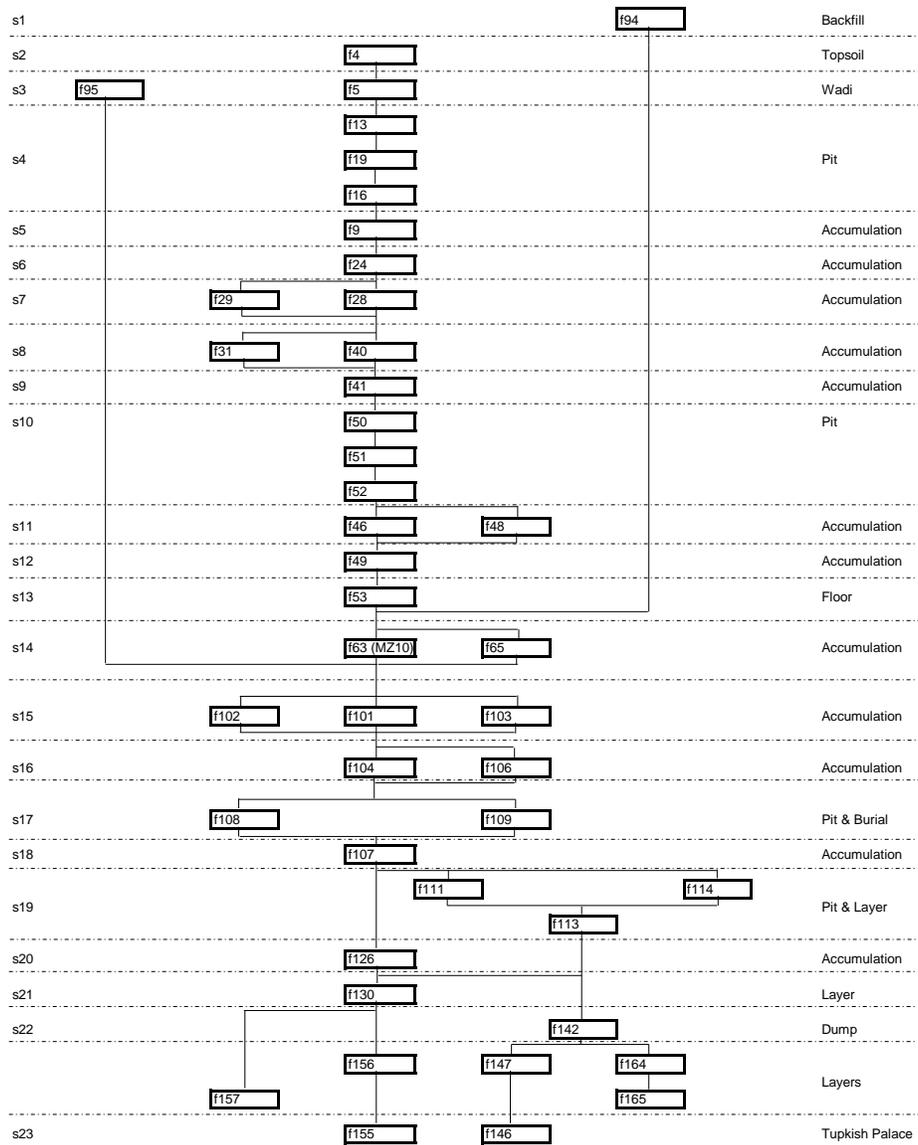 s1 f94 Backfill
s2 f4 Topsoil
s3 f95 f5 Wadi
f13
s4 f19 Pit
f16
s5 f9 Accumulation
s6 f24 Accumulation
s7 f29 f28 Accumulation
s8 f31 f40 Accumulation
s9 f41 Accumulation
s10 f50 Pit
f51
f52
s11 f46 f48 Accumulation
s12 f49 Accumulation
s13 f53 Floor
s14 f63 (MZ10) f65 Accumulation
s15 f102 f101 f103 Accumulation
s16 f104 f106 Accumulation
s17 f108 f109 Pit & Burial
s18 f107 Accumulation
f111 f114
s19 Pit & Layer
f113
s20 f126 Accumulation
s21 f130 Layer
s22 f142 Dump
f156 f147 f164
Layers
f157 f165
s23 f155 f146 Tupkish Palace